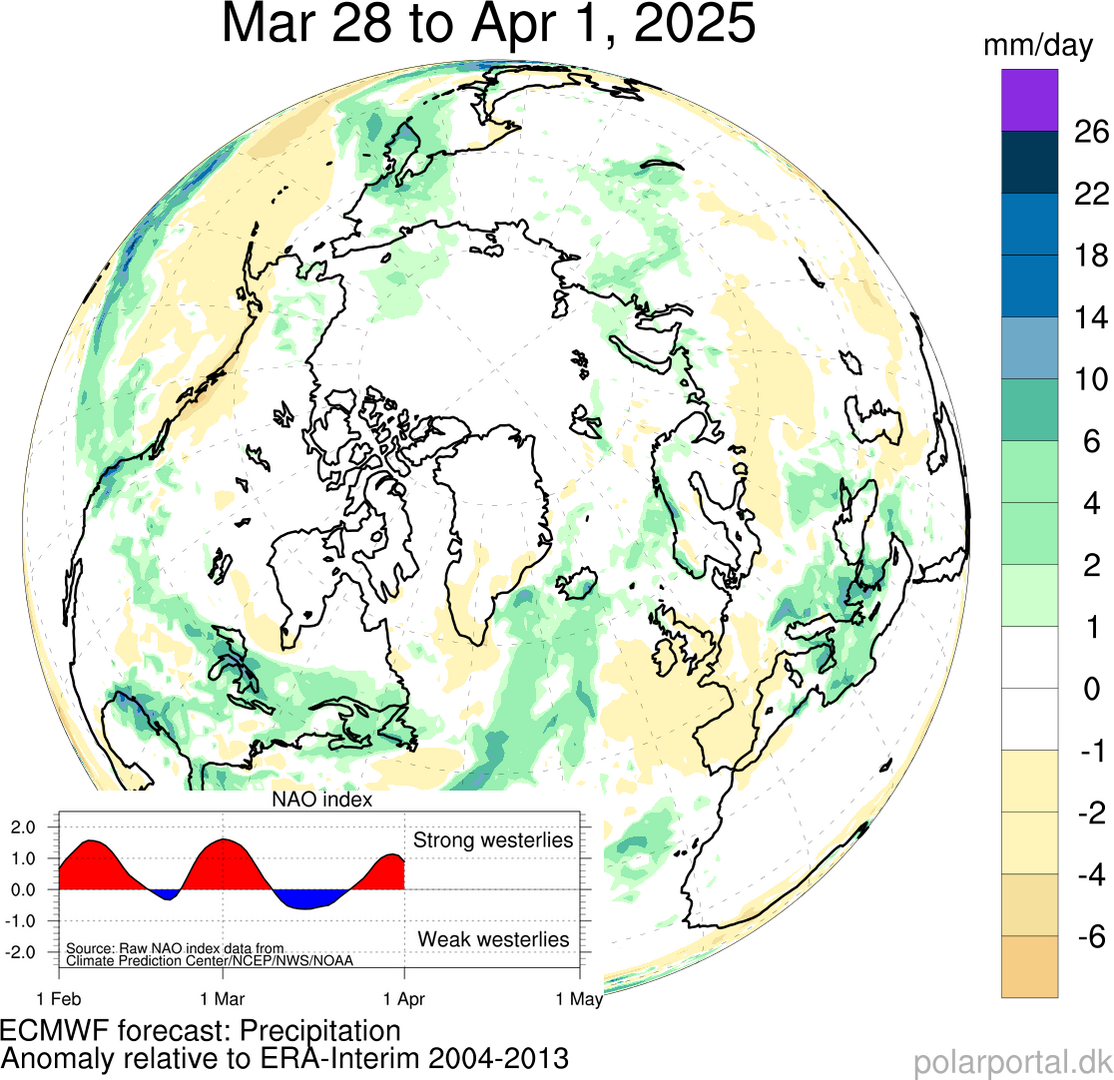 Mar 28 to Apr 1, 2025
mm/day
26
22
18
14
10
6
4
2
1
0
-1
-2
-4
-6
NAO index
2.0
1.0
0.0
-1.0
-2.0
Strong westerlies
Weak westerlies
Source: Raw NAO index data from
Climate Prediction Center/NCEP/NWS/NOAA
1 Feb 1 Mar 1 Apr 1 May
ECMWF forecast: Precipitation
Anomaly relative to ERA-Interim 2004-2013
polarportal.dk